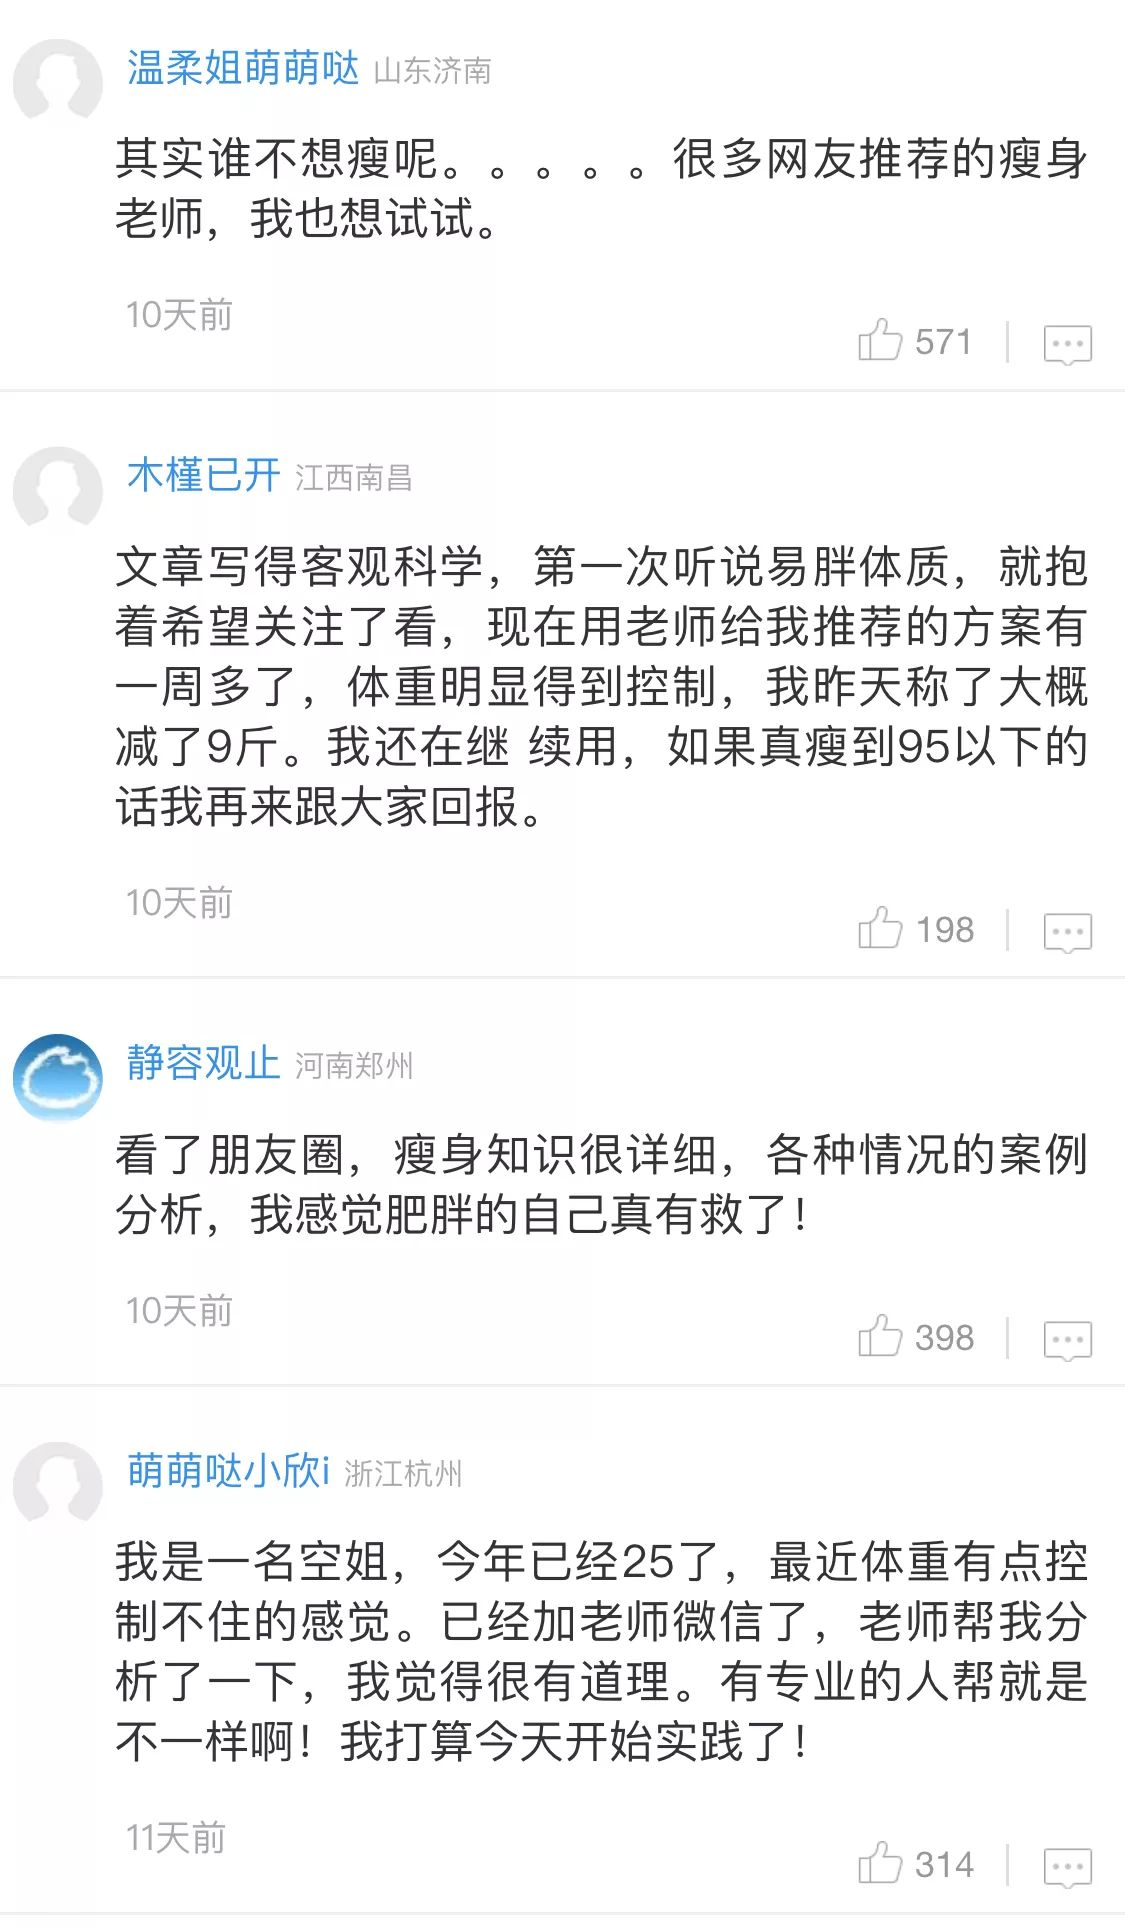 温柔姐萌萌哒 山东济南
其实谁不想瘦呢。。。。。很多网友推荐的瘦身
老师，我也想试试。
10天前
571
木槿已开 江西南昌
文章写得客观科学，第一次听说易胖体质，就抱
着希望关注了看，现在用老师给我推荐的方案有
一周多了，体重明显得到控制，我昨天称了大概
减了9斤。我还在继 续用，如果真瘦到95以下的
话我再来跟大家回报。
10天前
198
静容观止 河南郑州
看了朋友圈，瘦身知识很详细，各种情况的案例
分析，我感觉肥胖的自己真有救了！
10天前
398
萌萌哒小欣i 浙江杭州
我是一名空姐，今年已经25了，最近体重有点控
制不住的感觉。已经加老师微信了，老师帮我分
析了一下，我觉得很有道理。有专业的人帮就是
不一样啊！我打算今天开始实践了！
11天前
314